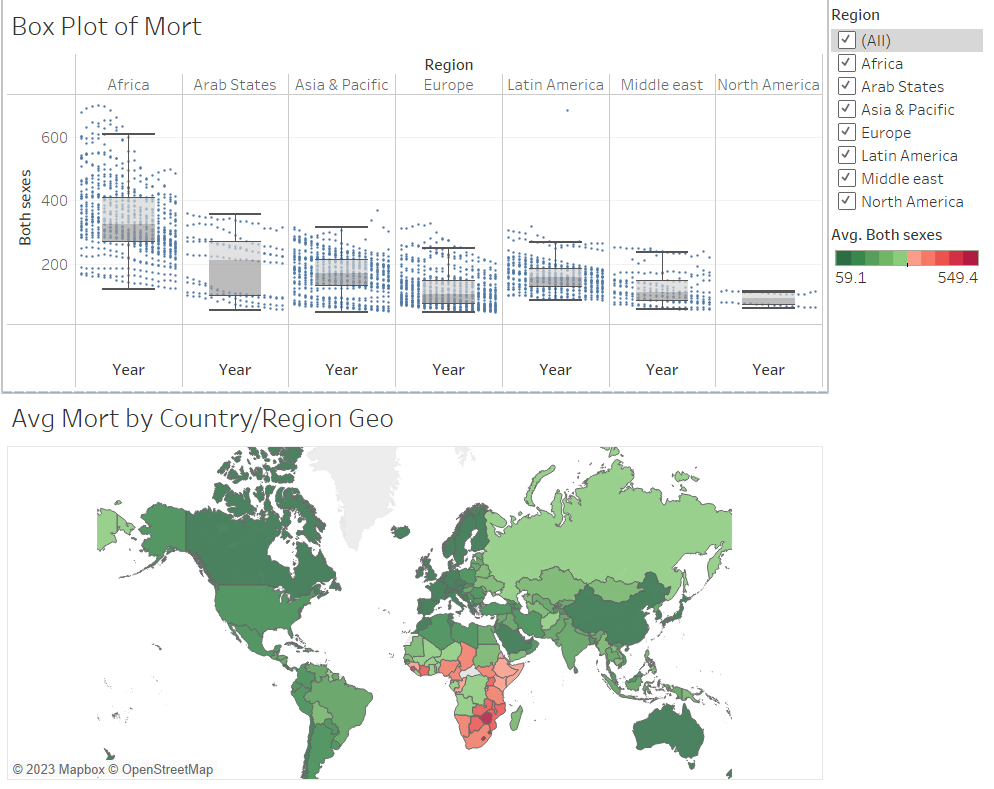 Box Plot of Mort
Region
Africa Arab States Asia & Pacific Europe Latin America Middle east North America
Both sexes
600
400
200
Year Year Year Year Year Year Year
Region
(All)
Africa
Arab States
Asia & Pacific
Europe
Latin America
Middle east
North America
Avg. Both sexes
59.1 549.4
Avg Mort by Country/Region Geo
© 2023 Mapbox © OpenStreetMap